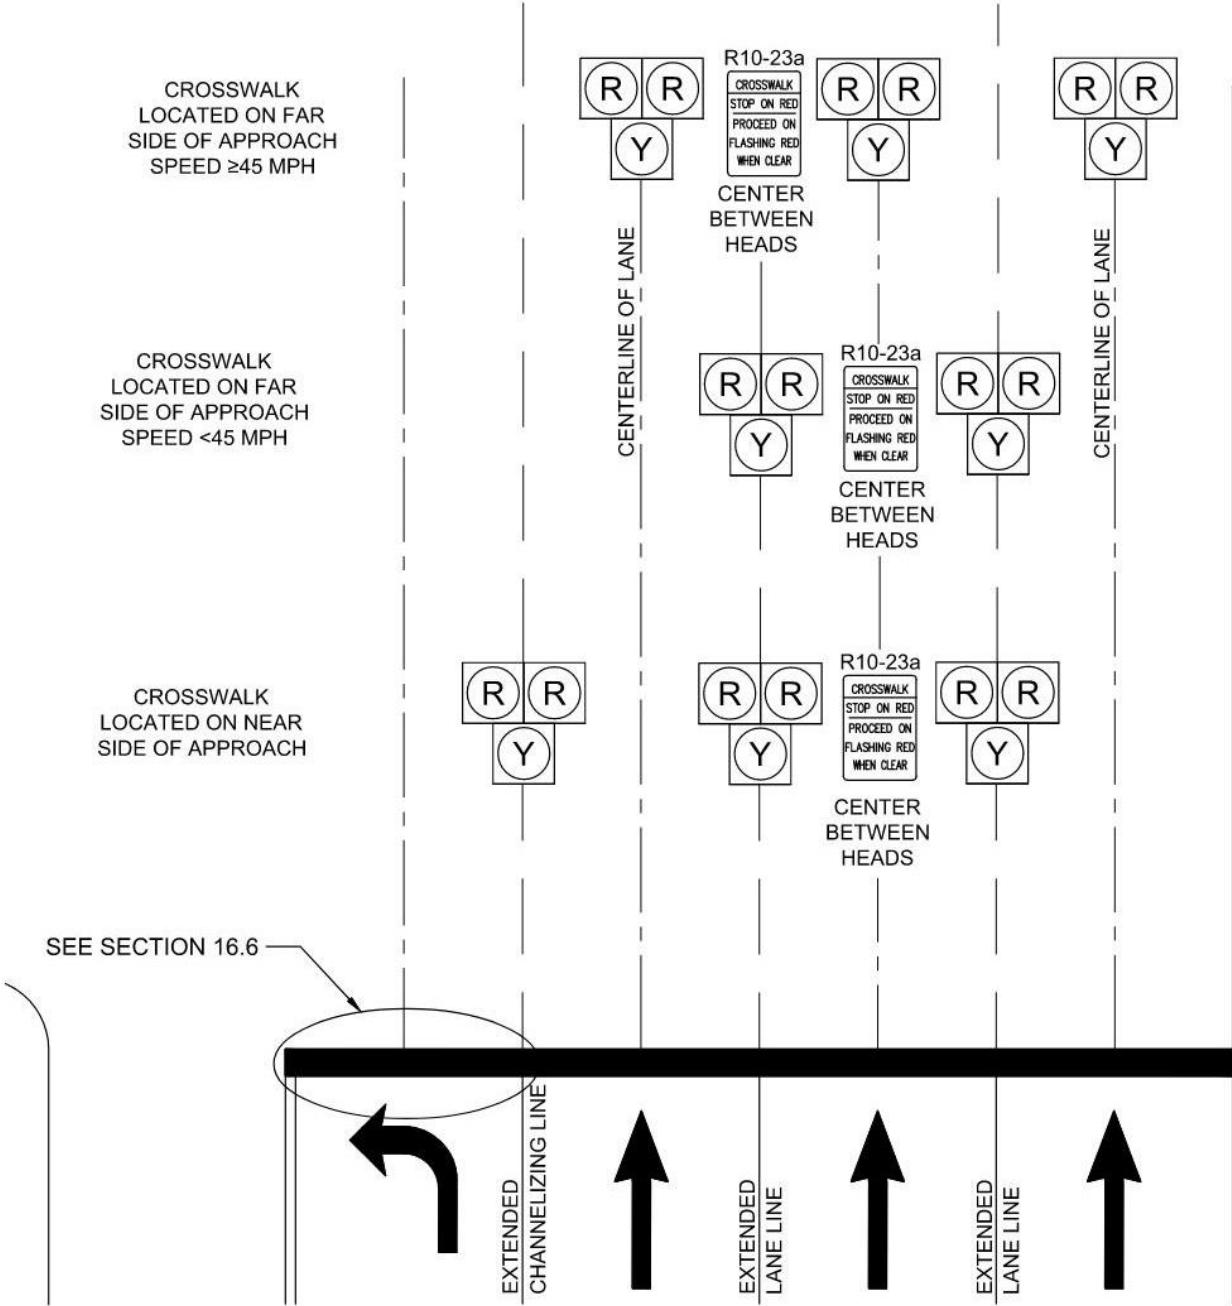 CROSSWALK
LOCATED ON FAR
SIDE OF APPROACH
SPEED ≥45 MPH
R R
Y
R10-23a
CROSSWALK
STOP ON RED
PROCEED ON
FLASHING RED
WHEN CLEAR
CENTER
BETWEEN
HEADS
R R
Y
R R
Y
CENTERLINE OF LANE
CENTERLINE OF LANE
CROSSWALK
LOCATED ON FAR
SIDE OF APPROACH
SPEED <45 MPH
R R
Y
R10-23a
CROSSWALK
STOP ON RED
PROCEED ON
FLASHING RED
WHEN CLEAR
CENTER
BETWEEN
HEADS
R R
Y
CROSSWALK
LOCATED ON NEAR
SIDE OF APPROACH
R R
Y
R R
Y
R10-23a
CROSSWALK
STOP ON RED
PROCEED ON
FLASHING RED
WHEN CLEAR
CENTER
BETWEEN
HEADS
R R
Y
SEE SECTION 16.6
EXTENDED
CHANNELIZING LINE
EXTENDED
LANE LINE
EXTENDED
LANE LINE